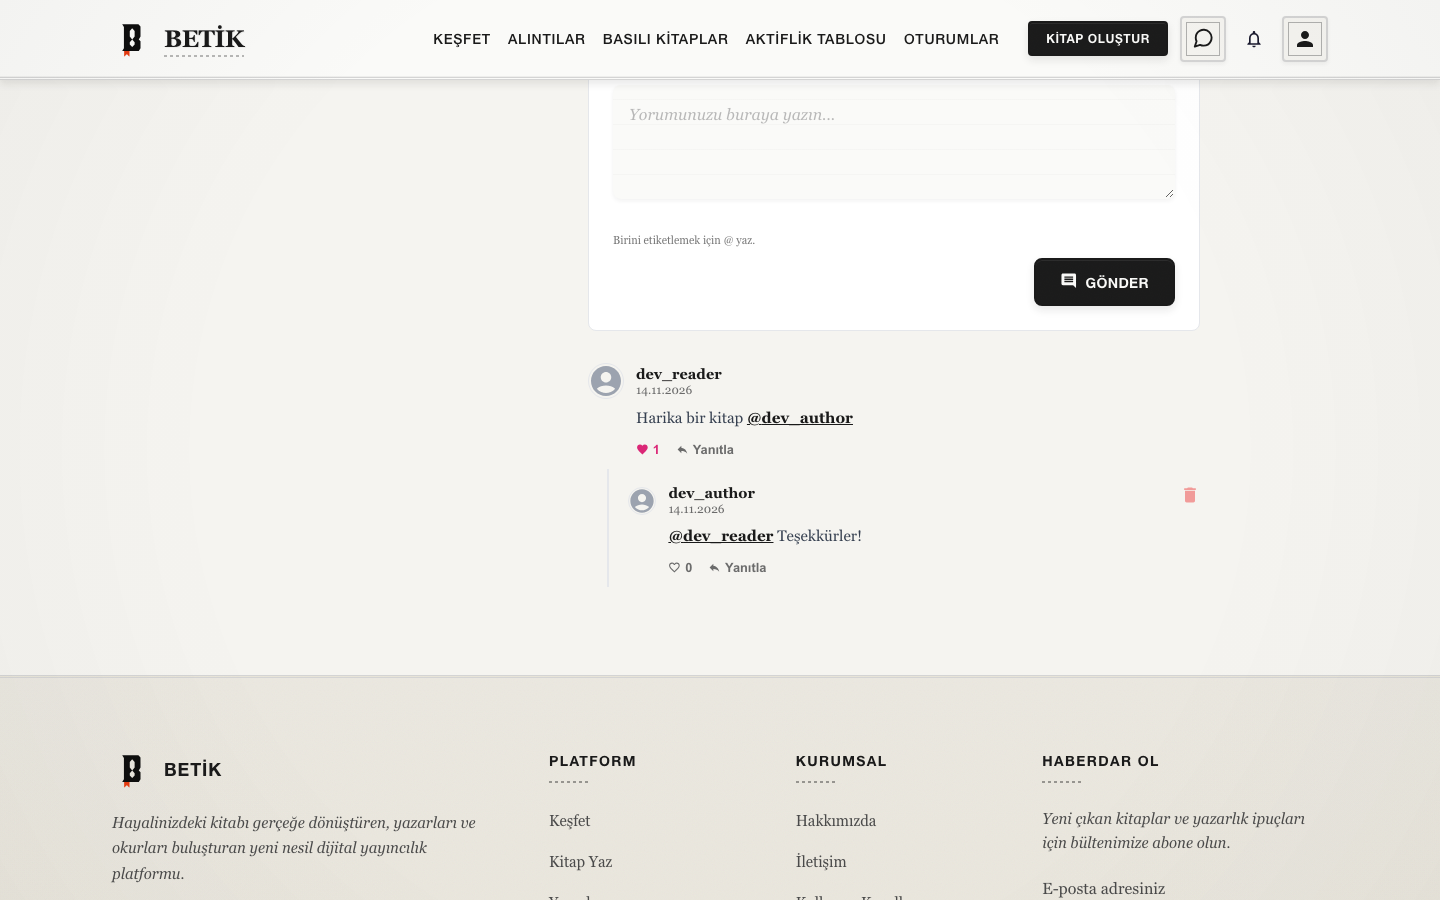 BETİK
KEŞFET
ALINTILAR
BASILI KİTAPLAR
AKTİFLİK TABLOSU
OTURUMLAR
KİTAP OLUŞTUR
Yorumunuzu buraya yazın...
Birini etiketlemek için @ yaz.
GÖNDER
dev_reader
14.11.2026
Harika bir kitap @dev_author
1 Yanıtla
dev_author
14.11.2026
@dev_reader Teşekkürler!
0 Yanıtla
BETİK
Hayalinizdeki kitabı gerçeğe dönüştüren, yazarları ve
okurları buluşturan yeni nesil dijital yayıncılık
platformu.
PLATFORM
Keşfet
Kitap Yaz
KURUMSAL
Hakkımızda
İletişim
HABERDAR OL
Yeni çıkan kitaplar ve yazarlık ipuçları
için bültenimize abone olun.
E-posta adresiniz